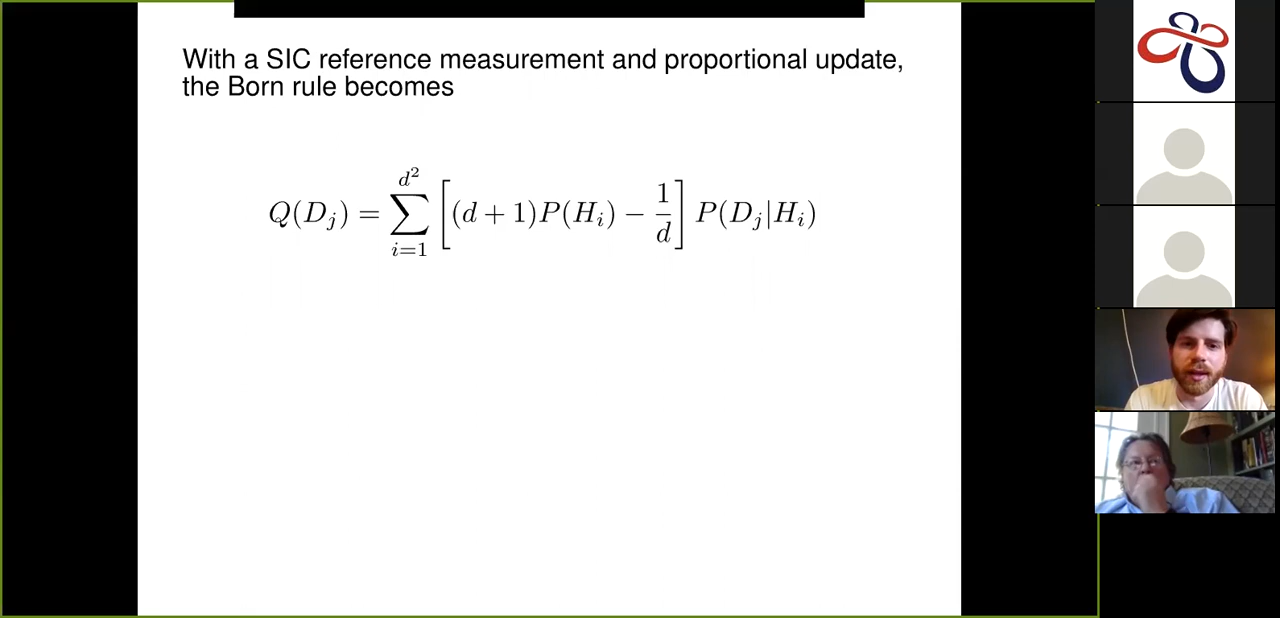 With a SIC reference measurement and proportional update,
the Born rule becomes
Q(D_j) = \sum_{i=1}^{d^2} \left[ (d+1)P(H_i) - \frac{1}{d} \right] P(D_j|H_i)